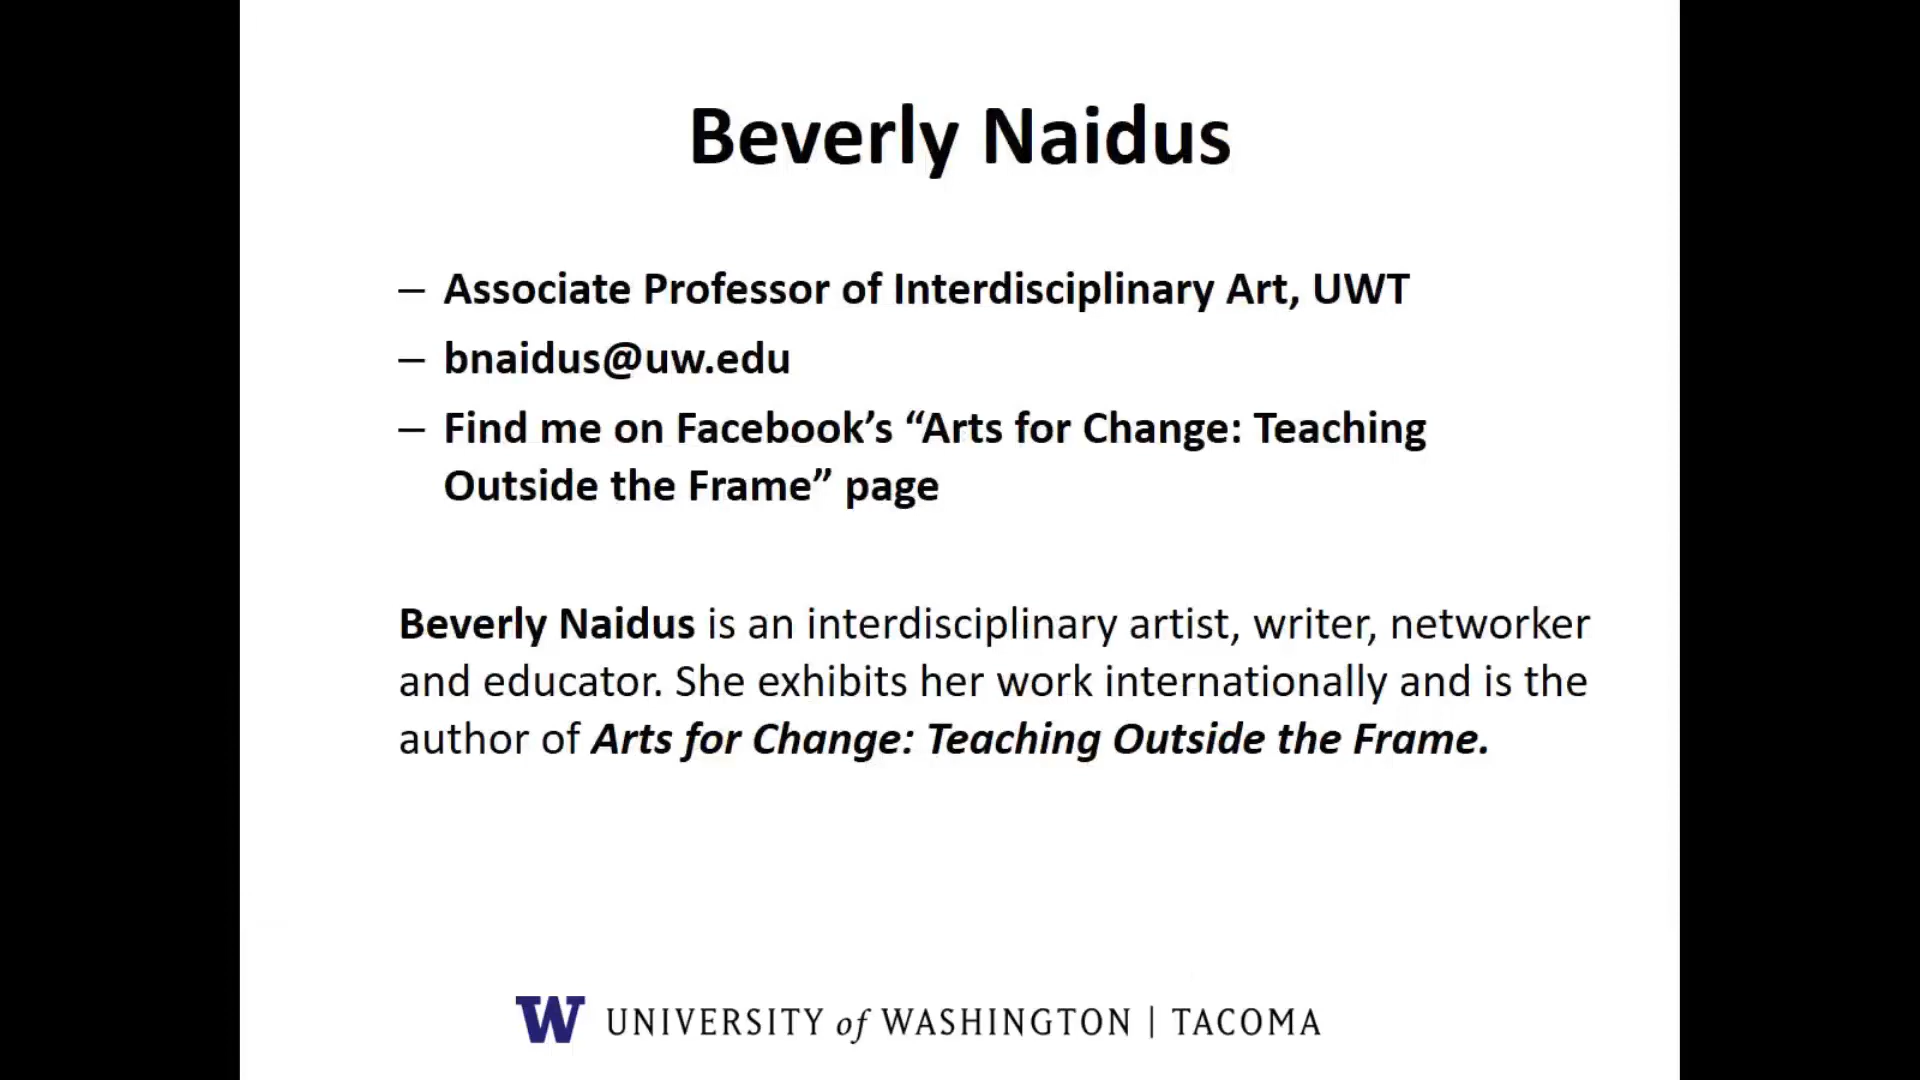 Beverly Naidus
– Associate Professor of Interdisciplinary Art, UWT
– bnaidus@uw.edu
– Find me on Facebook’s “Arts for Change: Teaching
Outside the Frame” page
Beverly Naidus is an interdisciplinary artist, writer, networker
and educator. She exhibits her work internationally and is the
author of Arts for Change: Teaching Outside the Frame.
W UNIVERSITY of WASHINGTON | TACOMA